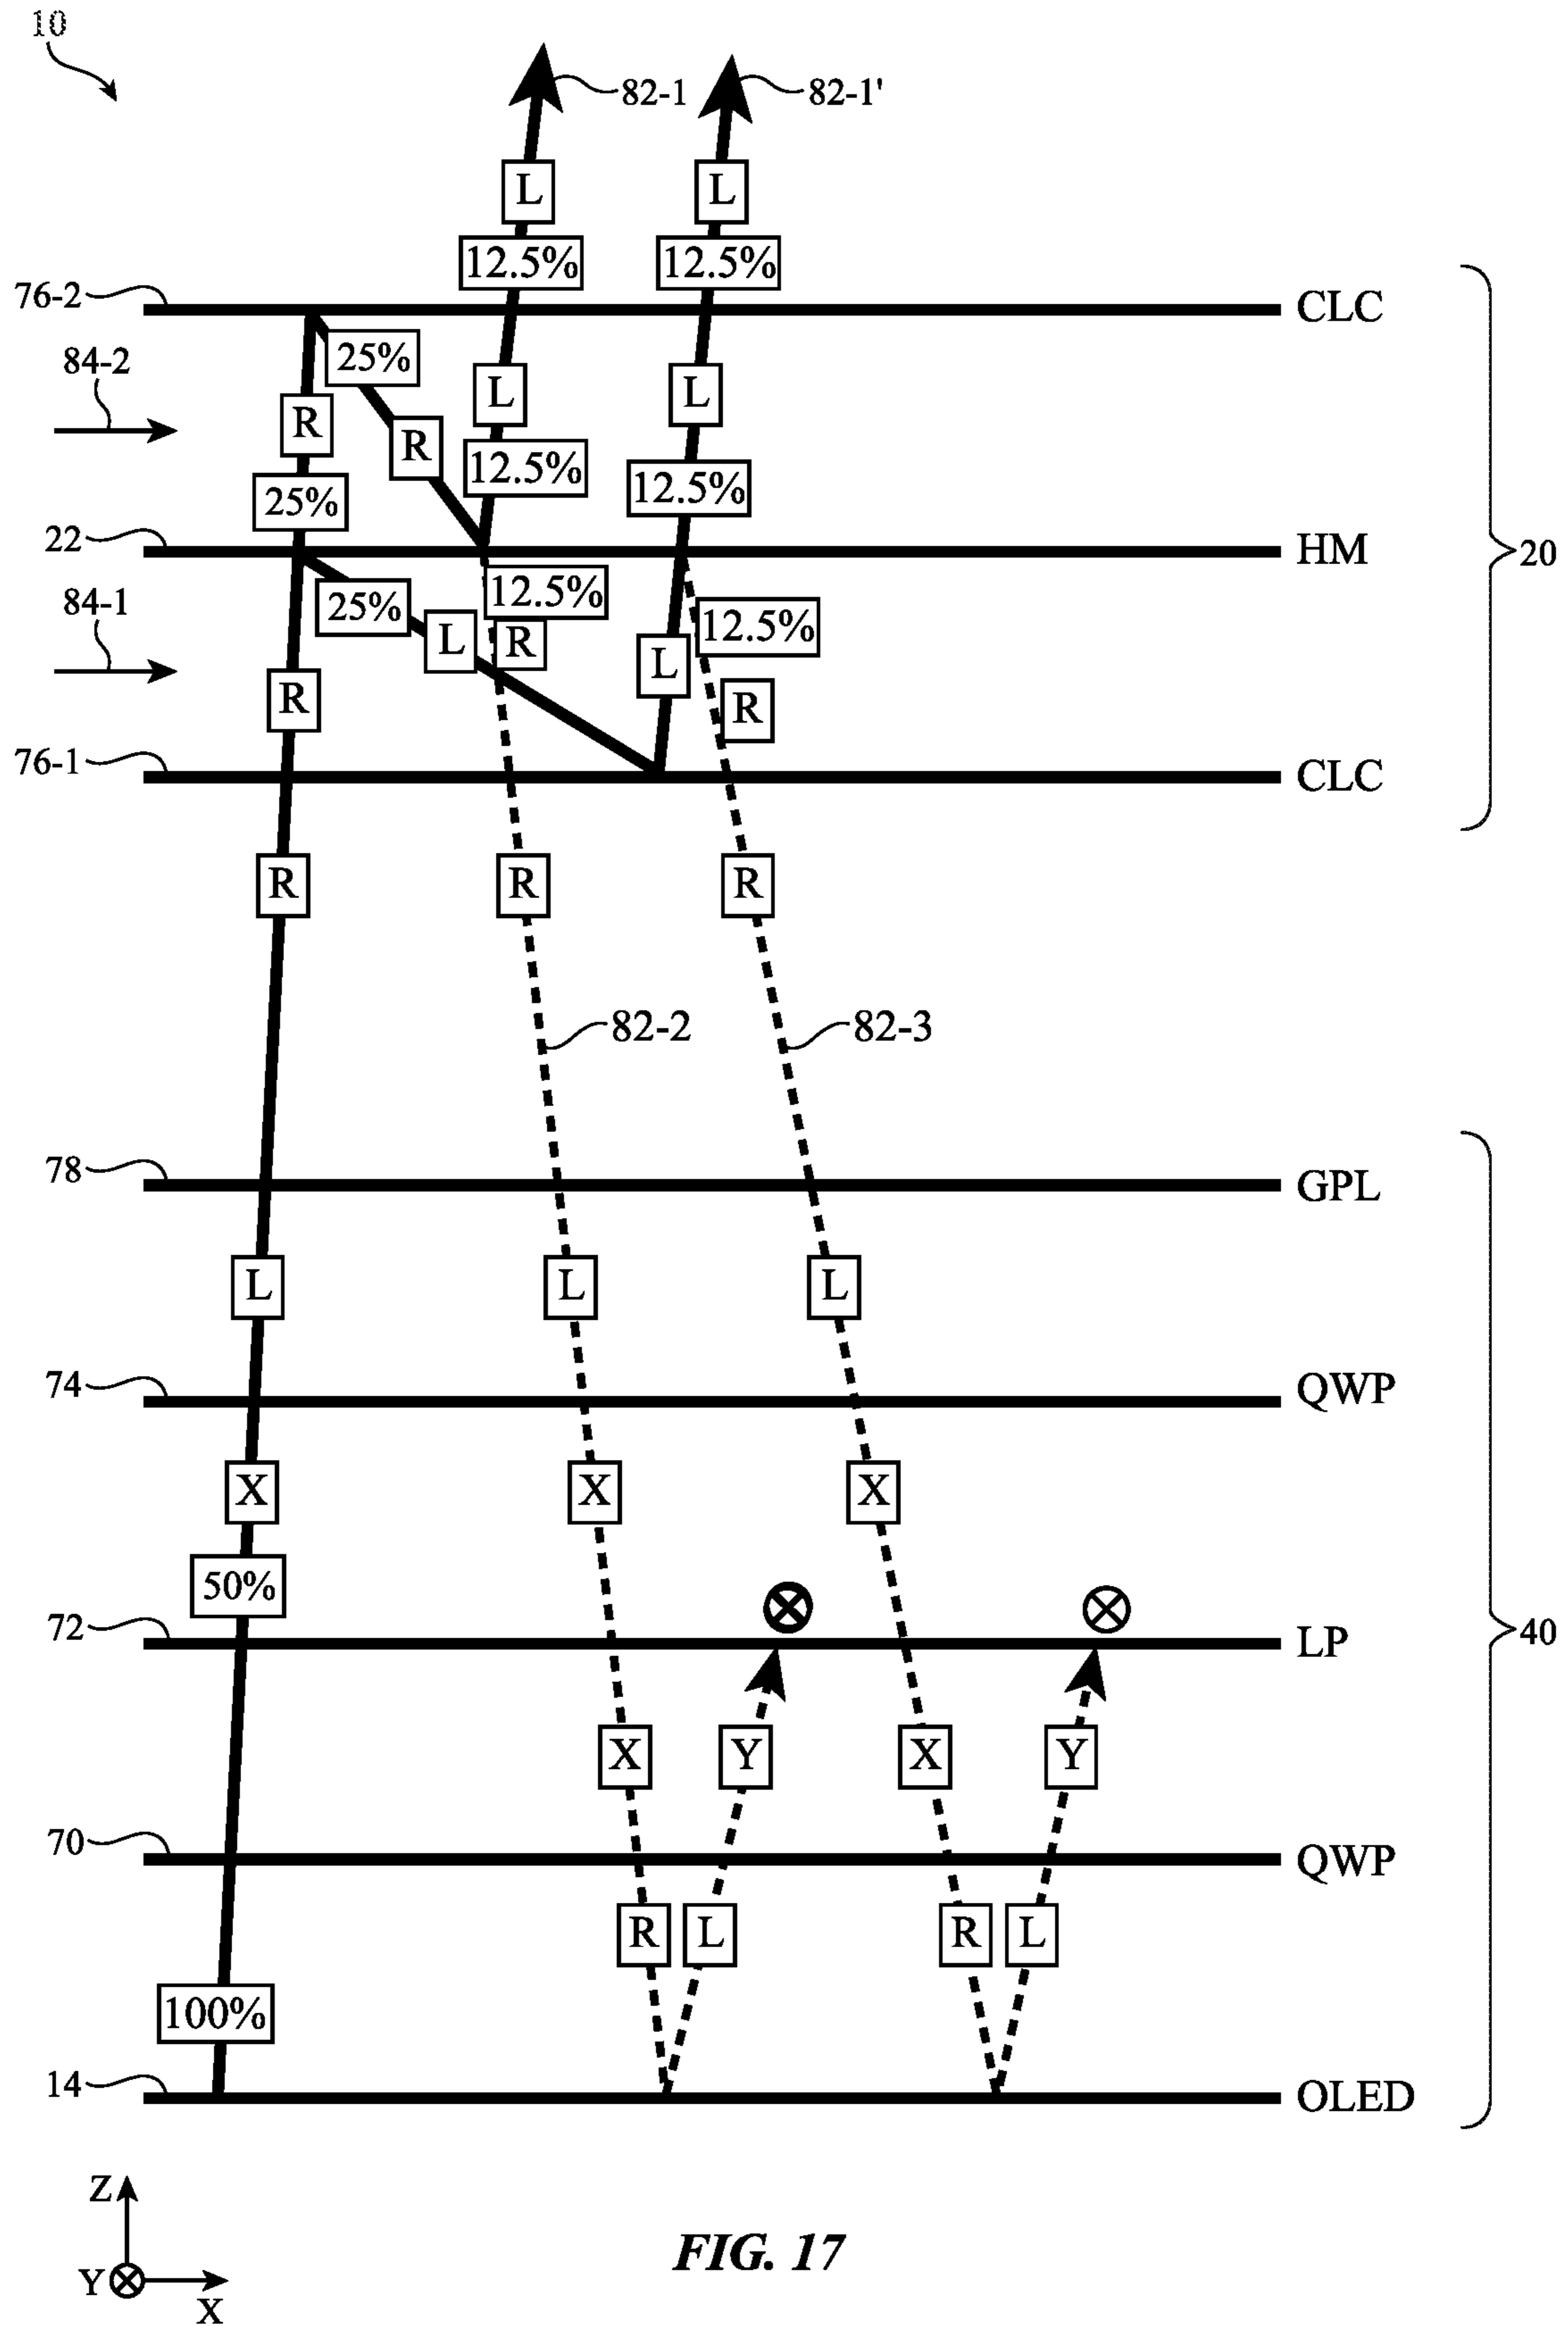 10
82-1
82-1'
L
L
12.5%
12.5%
76-2
CLC
25%
84-2
L
L
R
R
12.5%
12.5%
25%
22
HM
20
12.5%
84-1
25%
12.5%
L
R
L
R
R
76-1
CLC
R
R
R
82-2
82-3
78
GPL
L
L
L
74
QWP
X
X
X
50%
72
LP
40
X
Y
X
Y
70
QWP
R
L
R
L
100%
14
OLED
Z
Y
X
FIG. 17